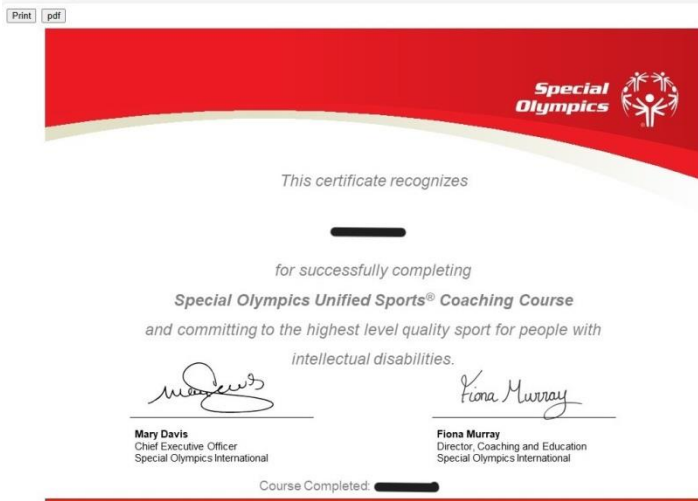 Print pdf
Special
Olympics
This certificate recognizes
for successfully completing
Special Olympics Unified Sports® Coaching Course
and committing to the highest level quality sport for people with
intellectual disabilities.
Fiona Murray
Mary Davis
Chief Executive Officer
Special Olympics International
Fiona Murray
Director, Coaching and Education
Special Olympics International
Course Completed: